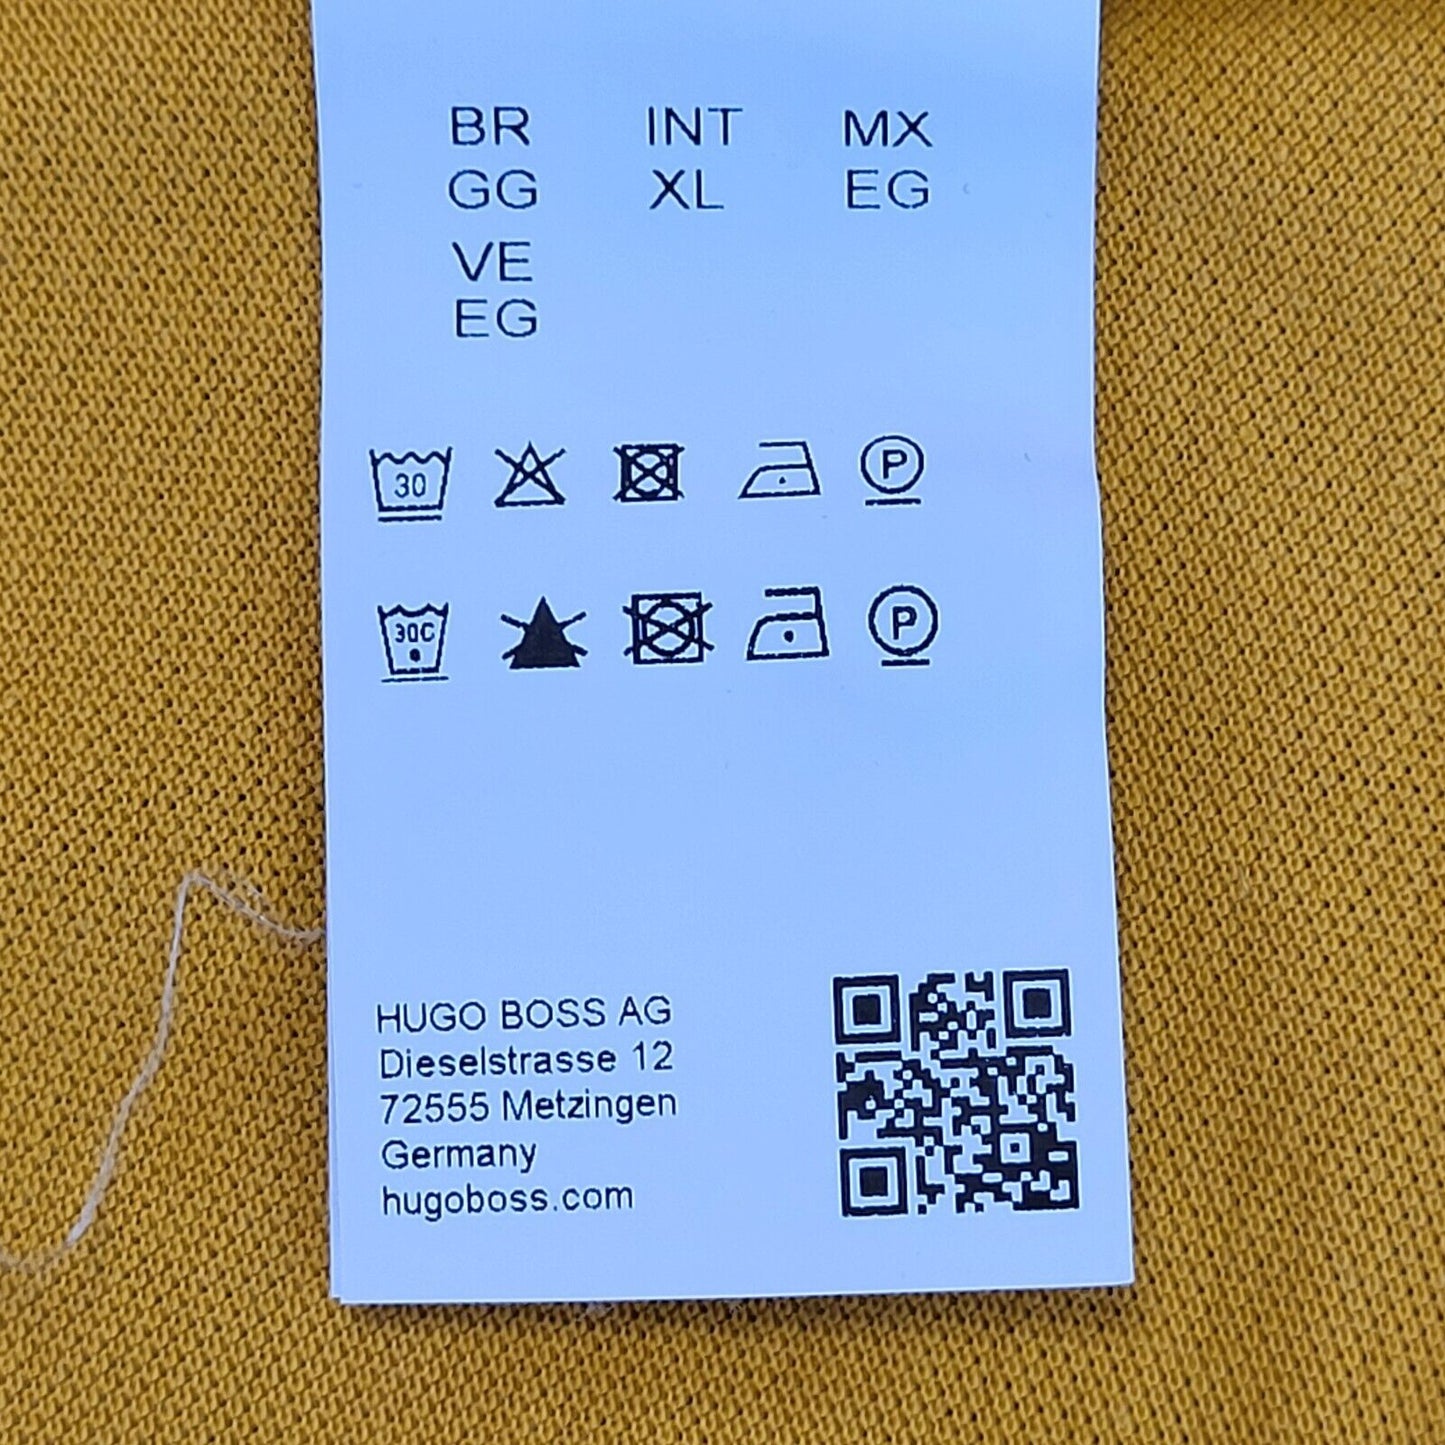 BR INT MX
GG XL EG
VE
EG
30 P
30C P
HUGO BOSS AG
Dieselstrasse 12
72555 Metzingen
Germany
hugoboss.com